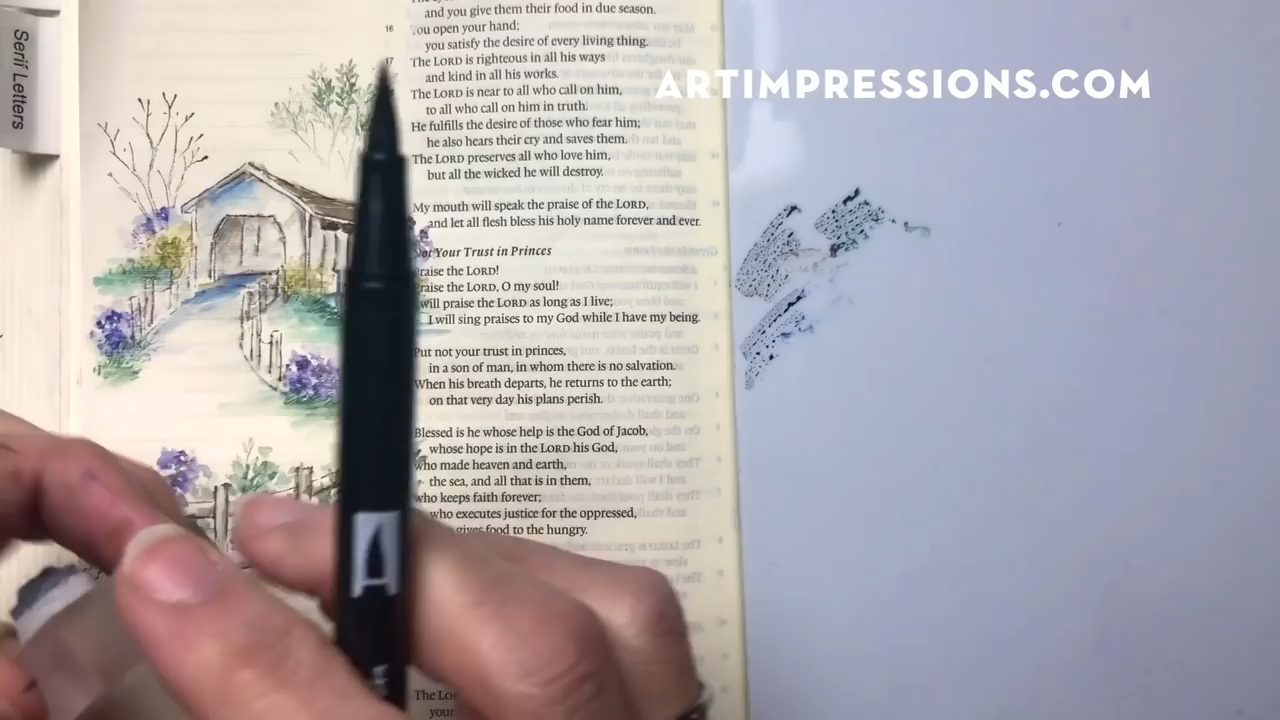 Serif Letters
ARTIMPRESSIONS.COM
and you give them their food in due season.
16 You open your hand;
you satisfy the desire of every living thing.
17 The LORD is righteous in all his ways
and kind in all his works.
The LORD is near to all who call on him,
to all who call on him in truth.
He fulfills the desire of those who fear him;
he also hears their cry and saves them.
The LORD preserves all who love him,
but all the wicked he will destroy.
My mouth will speak the praise of the LORD,
and let all flesh bless his holy name forever and ever.
Not Your Trust in Princes
Praise the LORD!
Praise the LORD, O my soul!
will praise the LORD as long as I live;
I will sing praises to my God while I have my being.
Put not your trust in princes,
in a son of man, in whom there is no salvation.
When his breath departs, he returns to the earth;
on that very day his plans perish.
Blessed is he whose help is the God of Jacob,
whose hope is in the LORD his God,
who made heaven and earth,
the sea, and all that is in them,
who keeps faith forever;
who executes justice for the oppressed,
gives food to the hungry.
The
your